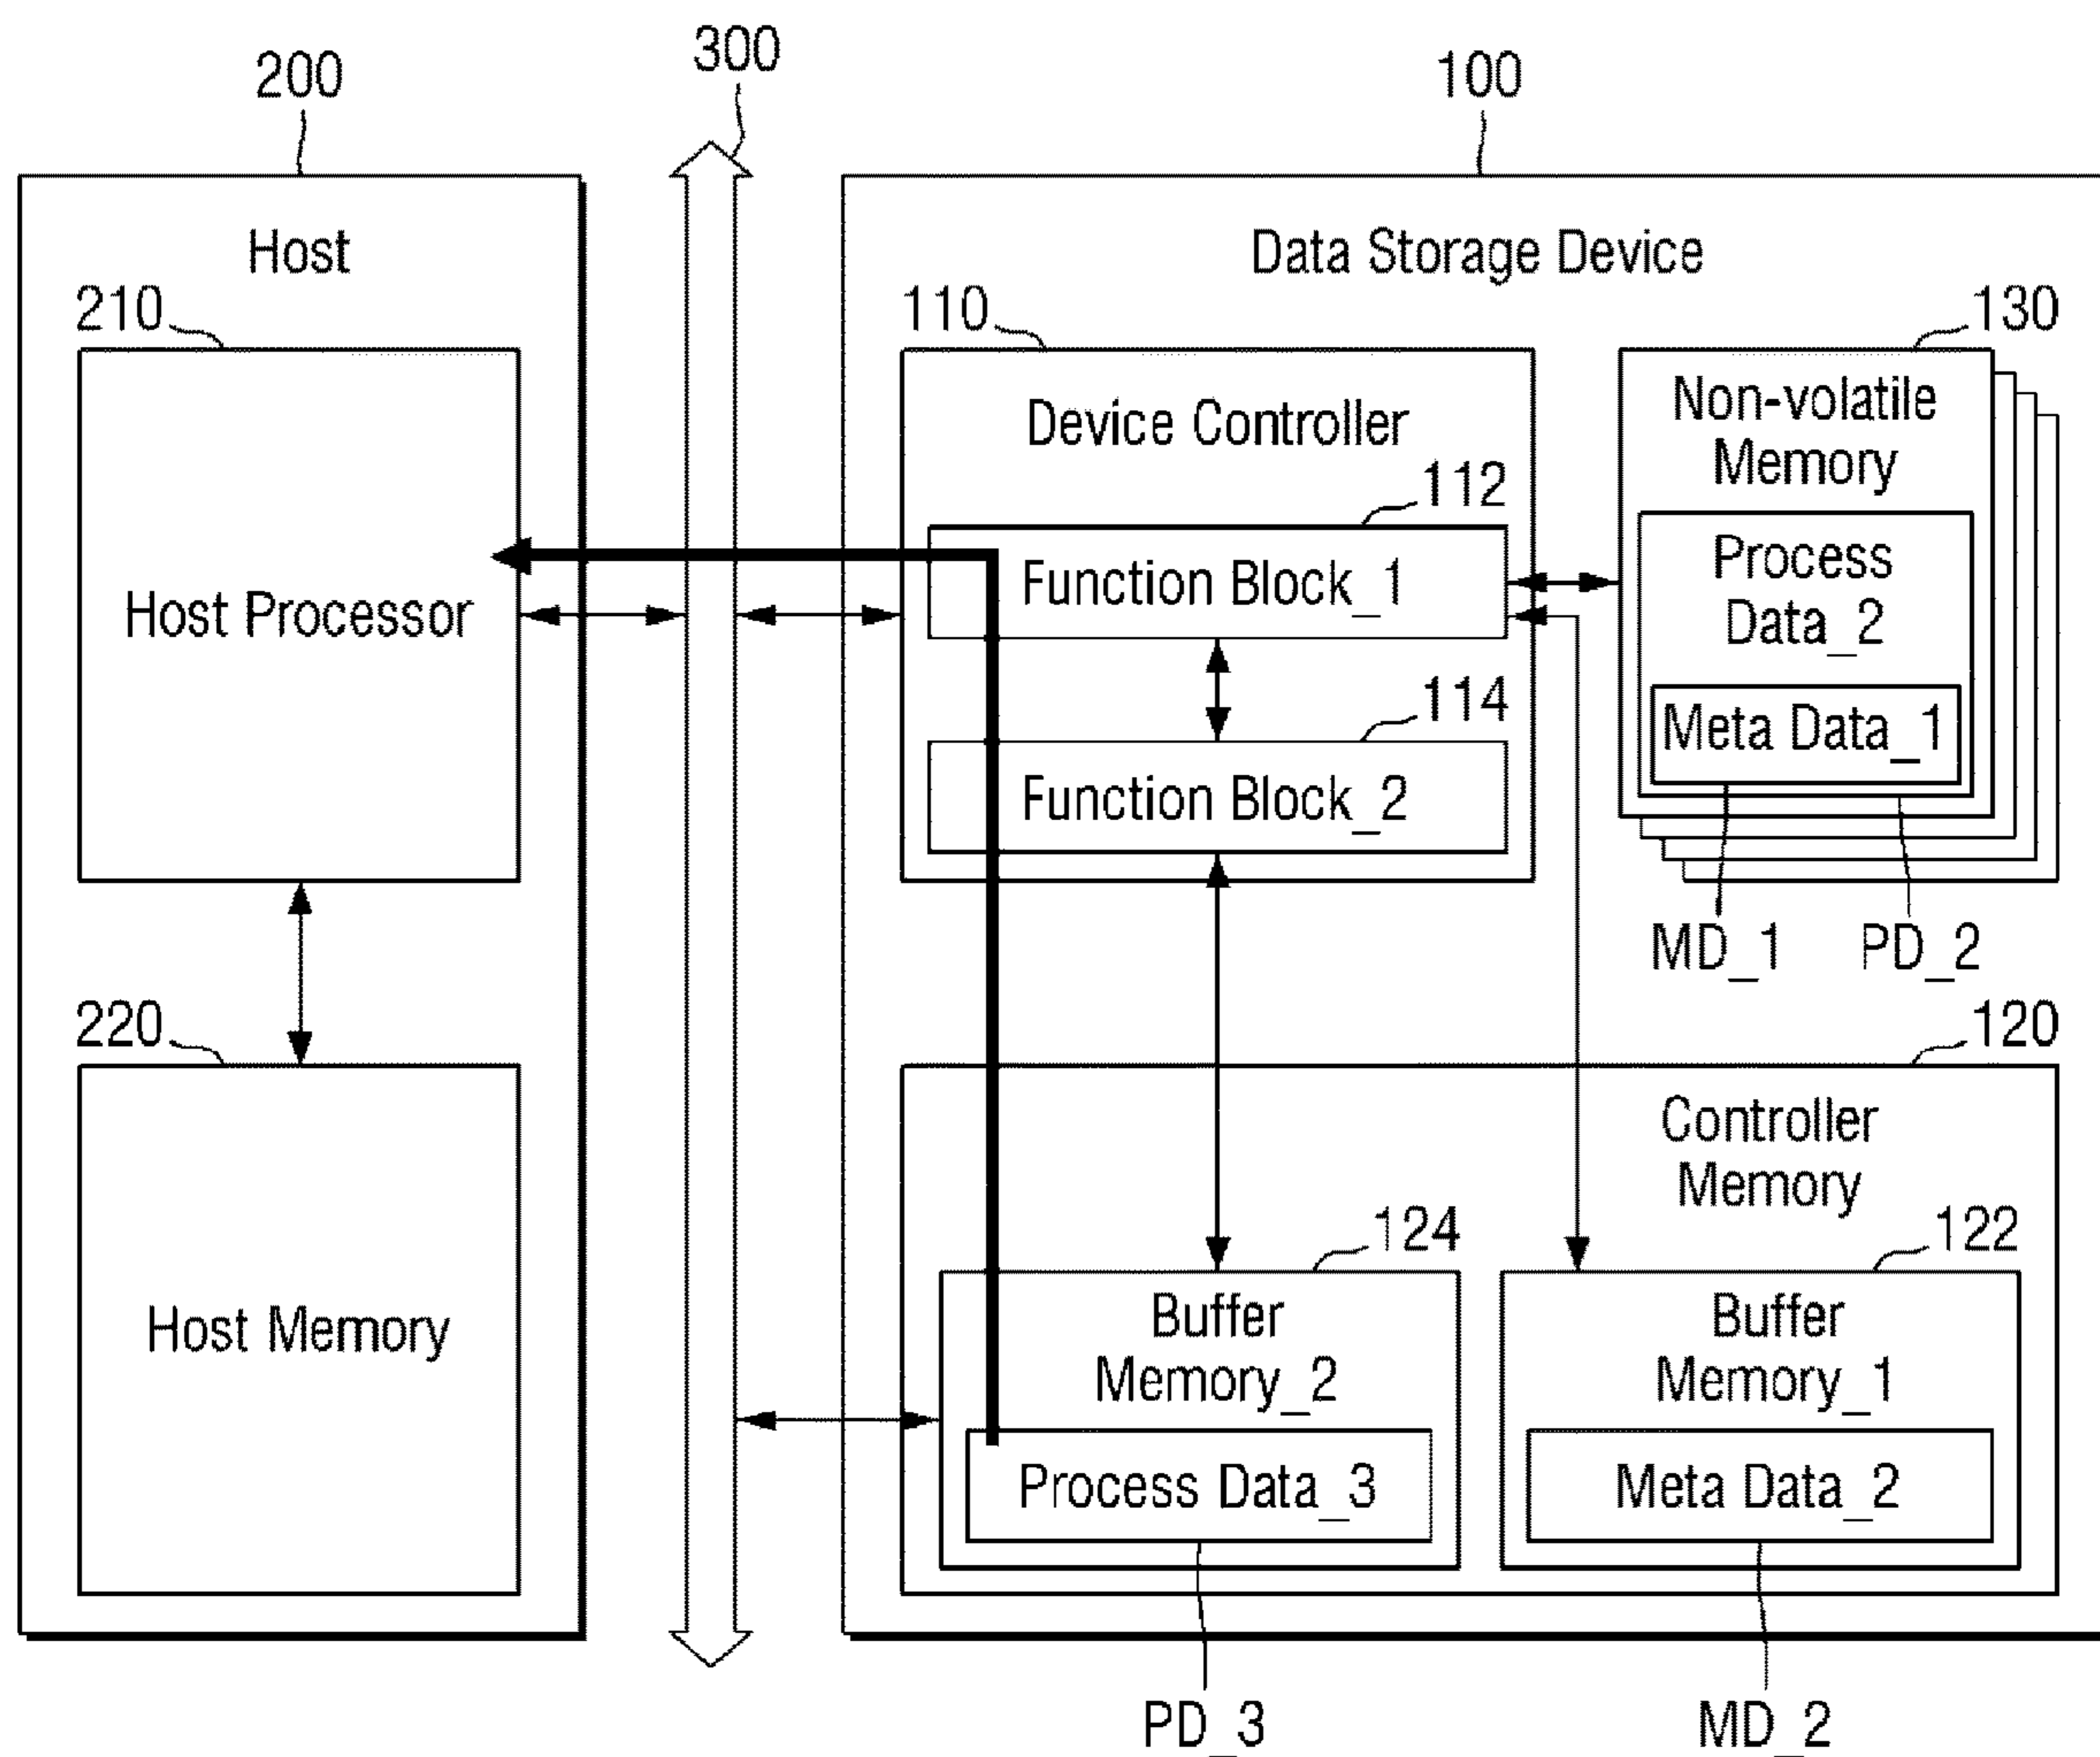 200
300
100
Host
Data Storage Device
210
110
130
Host Processor
Device Controller
112
Function Block_1
114
Function Block_2
Non-volatile
Memory
Process
Data_2
Meta Data_1
MD_1
PD_2
220
120
Host Memory
Controller
Memory
124
122
Buffer
Memory_2
Process Data_3
Buffer
Memory_1
Meta Data_2
PD_3
MD_2